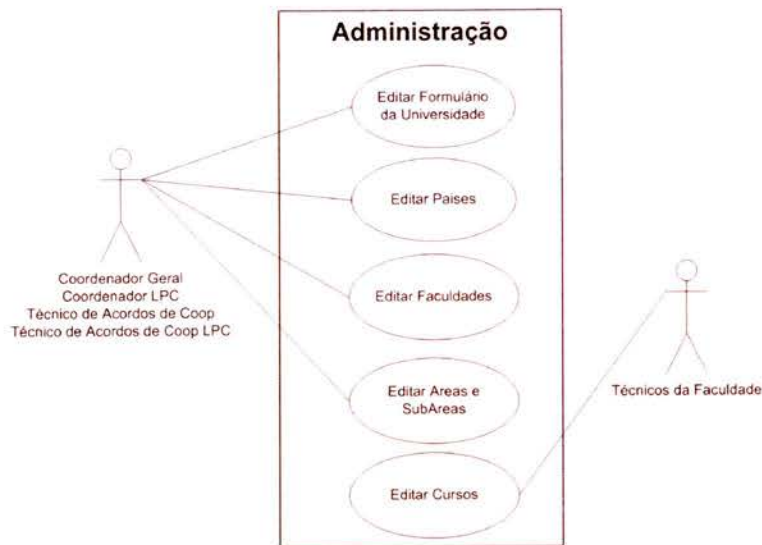 Administração
Editar Formulário
da Universidade
Editar Paises
Editar Faculdades
Editar Areas e
SubAreas
Editar Cursos
Coordenador Geral
Coordenador LPC
Técnico de Acordos de Coop
Técnico de Acordos de Coop LPC
Técnicos da Faculdade